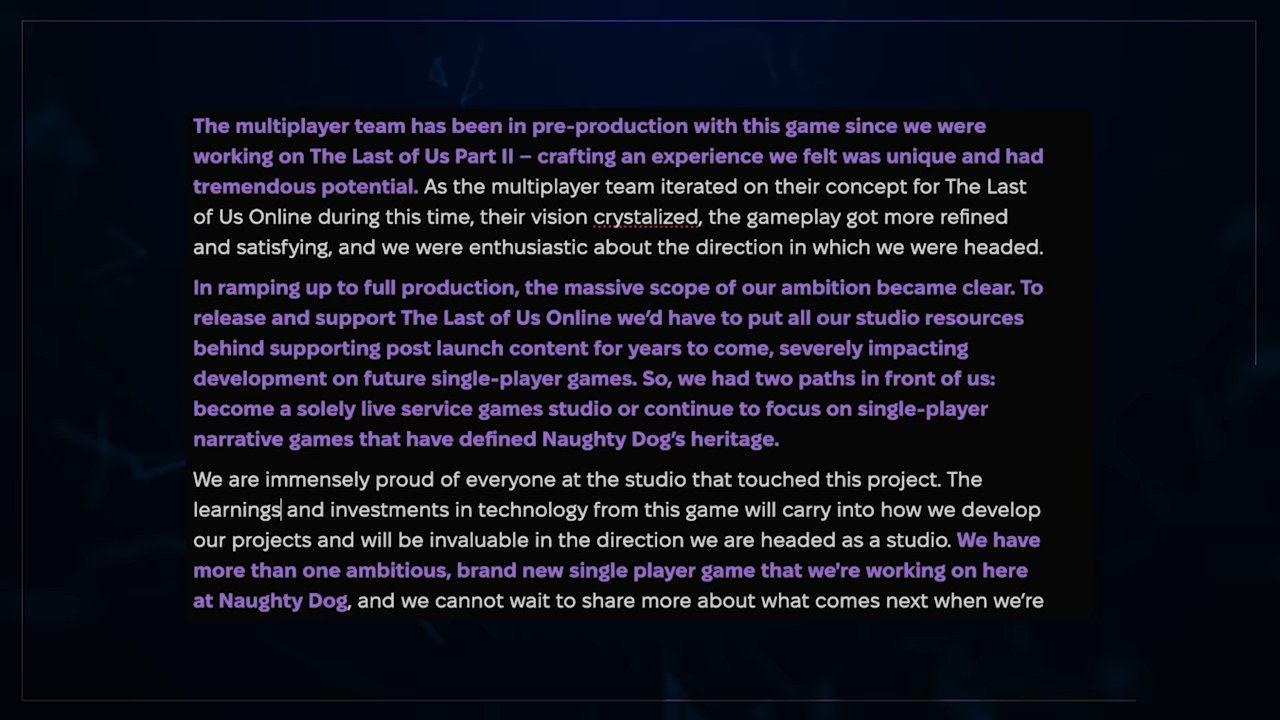 The multiplayer team has been in pre-production with this game since we were
working on The Last of Us Part II – crafting an experience we felt was unique and had
tremendous potential. As the multiplayer team iterated on their concept for The Last
of Us Online during this time, their vision crystalized, the gameplay got more refined
and satisfying, and we were enthusiastic about the direction in which we were headed.
In ramping up to full production, the massive scope of our ambition became clear. To
release and support The Last of Us Online we’d have to put all our studio resources
behind supporting post launch content for years to come, severely impacting
development on future single-player games. So, we had two paths in front of us:
become a solely live service games studio or continue to focus on single-player
narrative games that have defined Naughty Dog’s heritage.
We are immensely proud of everyone at the studio that touched this project. The
learnings and investments in technology from this game will carry into how we develop
our projects and will be invaluable in the direction we are headed as a studio. We have
more than one ambitious, brand new single player game that we're working on here
at Naughty Dog, and we cannot wait to share more about what comes next when we’re